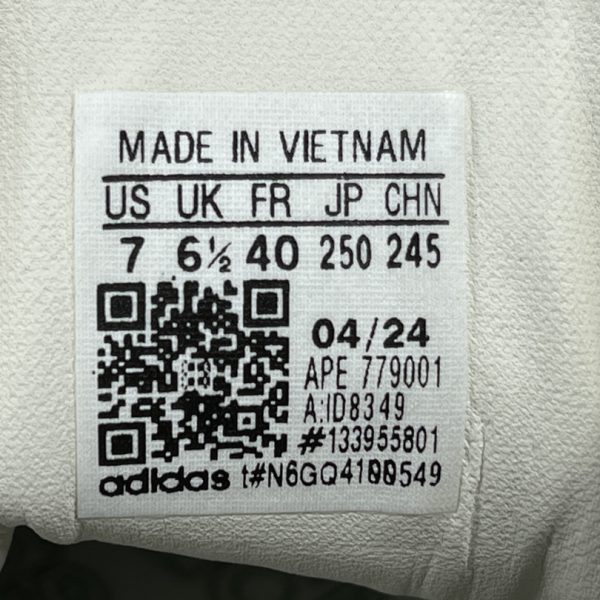 MADE IN VIETNAM
US UK FR JP CHN
7 6½ 40 250 245
04/24
APE 779001
A:ID8349
#133955801
adidas t#N6GQ4100549